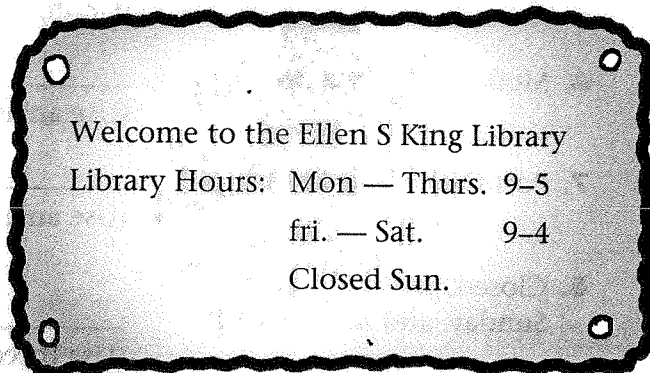 Welcome to the Ellen S King Library
Library Hours: Mon — Thurs. 9–5
fri. — Sat. 9–4
Closed Sun.